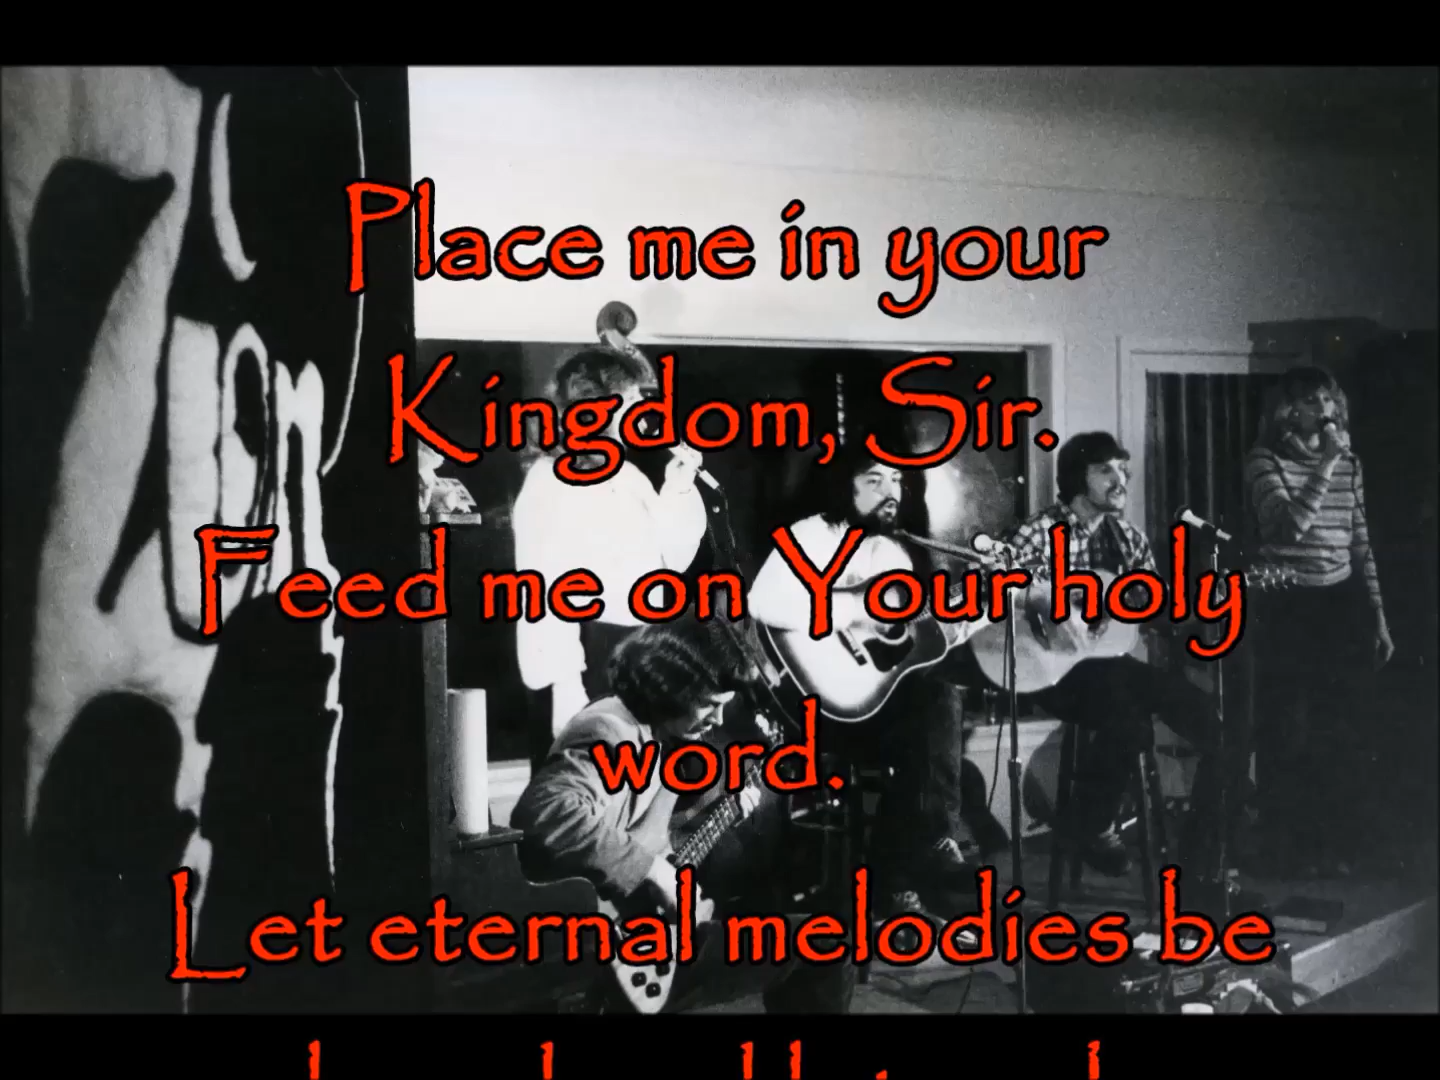 Place me in your
Kingdom, Sir.
Feed me on Your holy
word.
Let eternal melodies be